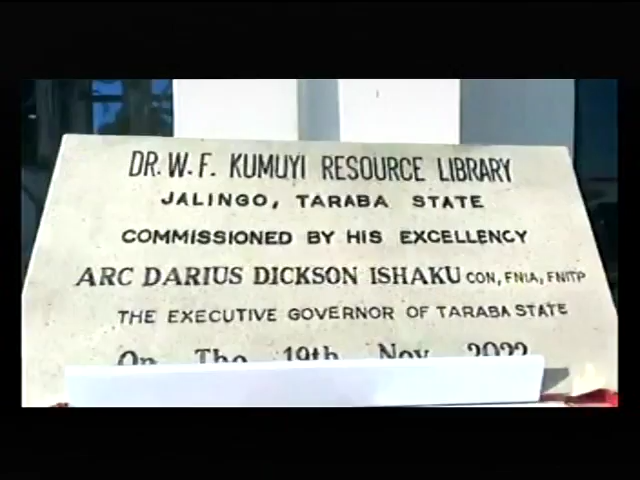 DR. W. F. KUMUYI RESOURCE LIBRARY
JALINGO, TARABA STATE
COMMISSIONED BY HIS EXCELLENCY
ARC DARIUS DICKSON ISHAKU CON, FNIA, FNITP
THE EXECUTIVE GOVERNOR OF TARABA STATE
On The 19th Nov 2022